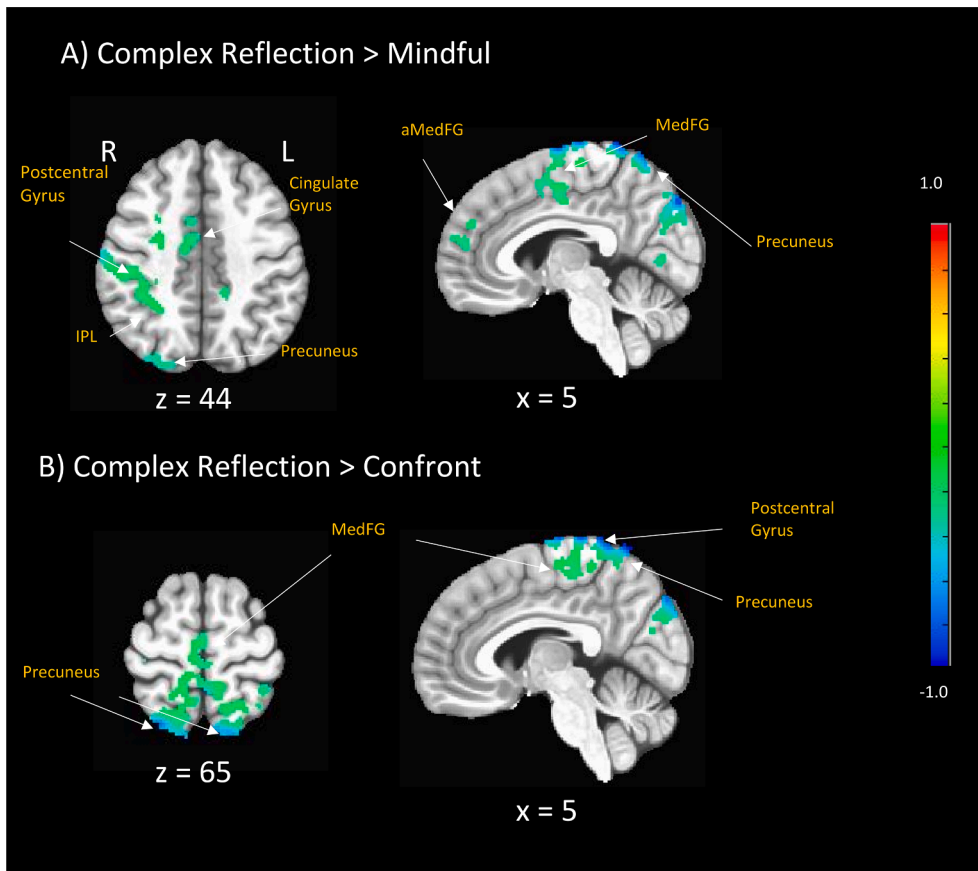 A) Complex Reflection > Mindful
aMedFG
MedFG
R
L
Postcentral
Gyrus
Cingulate
Gyrus
1.0
Precuneus
IPL
Precuneus
z = 44
x = 5
B) Complex Reflection > Confront
Postcentral
Gyrus
MedFG
Precuneus
Precuneus
-1.0
z = 65
x = 5